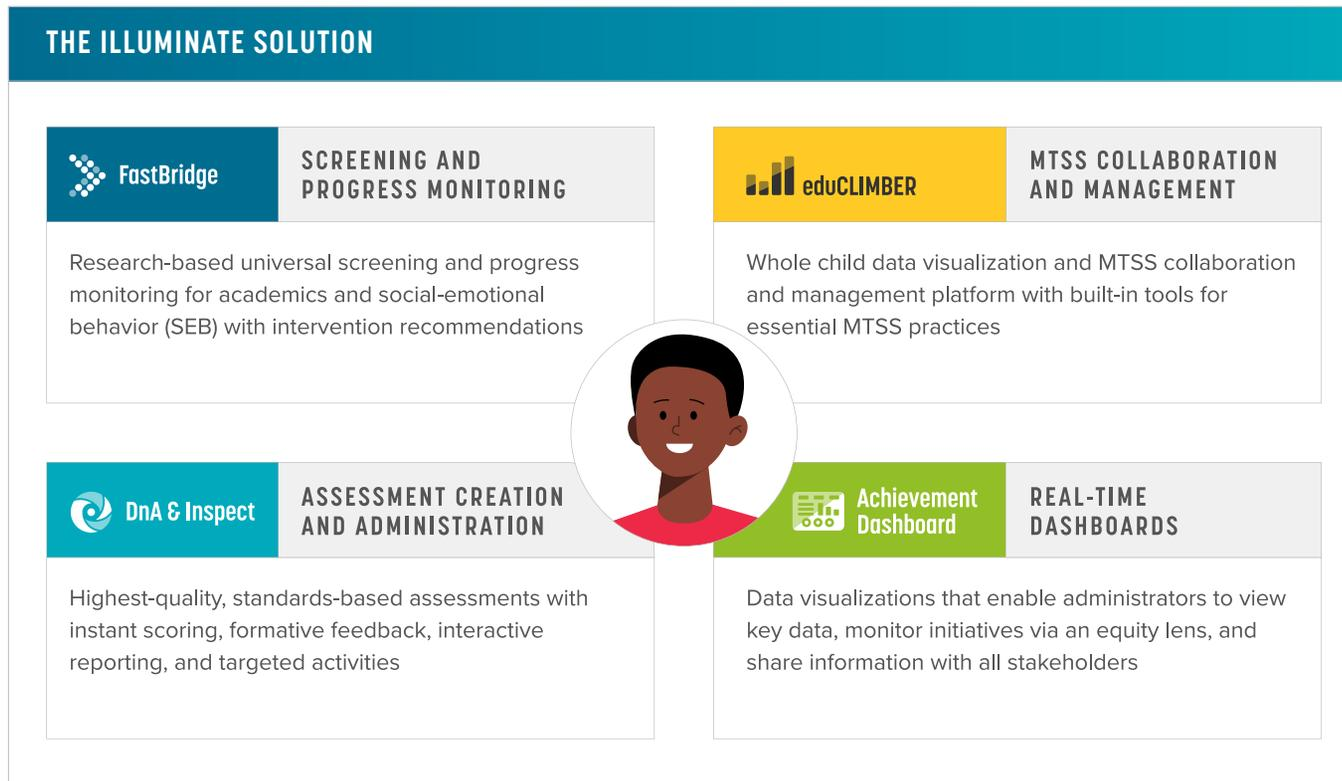 THE ILLUMINATE SOLUTION
FastBridge
SCREENING AND
PROGRESS MONITORING
Research-based universal screening and progress
monitoring for academics and social-emotional
behavior (SEB) with intervention recommendations
eduCLIMBER
MTSS COLLABORATION
AND MANAGEMENT
Whole child data visualization and MTSS collaboration
and management platform with built-in tools for
essential MTSS practices
DnA & Inspect
ASSESSMENT CREATION
AND ADMINISTRATION
Highest-quality, standards-based assessments with
instant scoring, formative feedback, interactive
reporting, and targeted activities
Achievement
Dashboard
REAL-TIME
DASHBOARDS
Data visualizations that enable administrators to view
key data, monitor initiatives via an equity lens, and
share information with all stakeholders